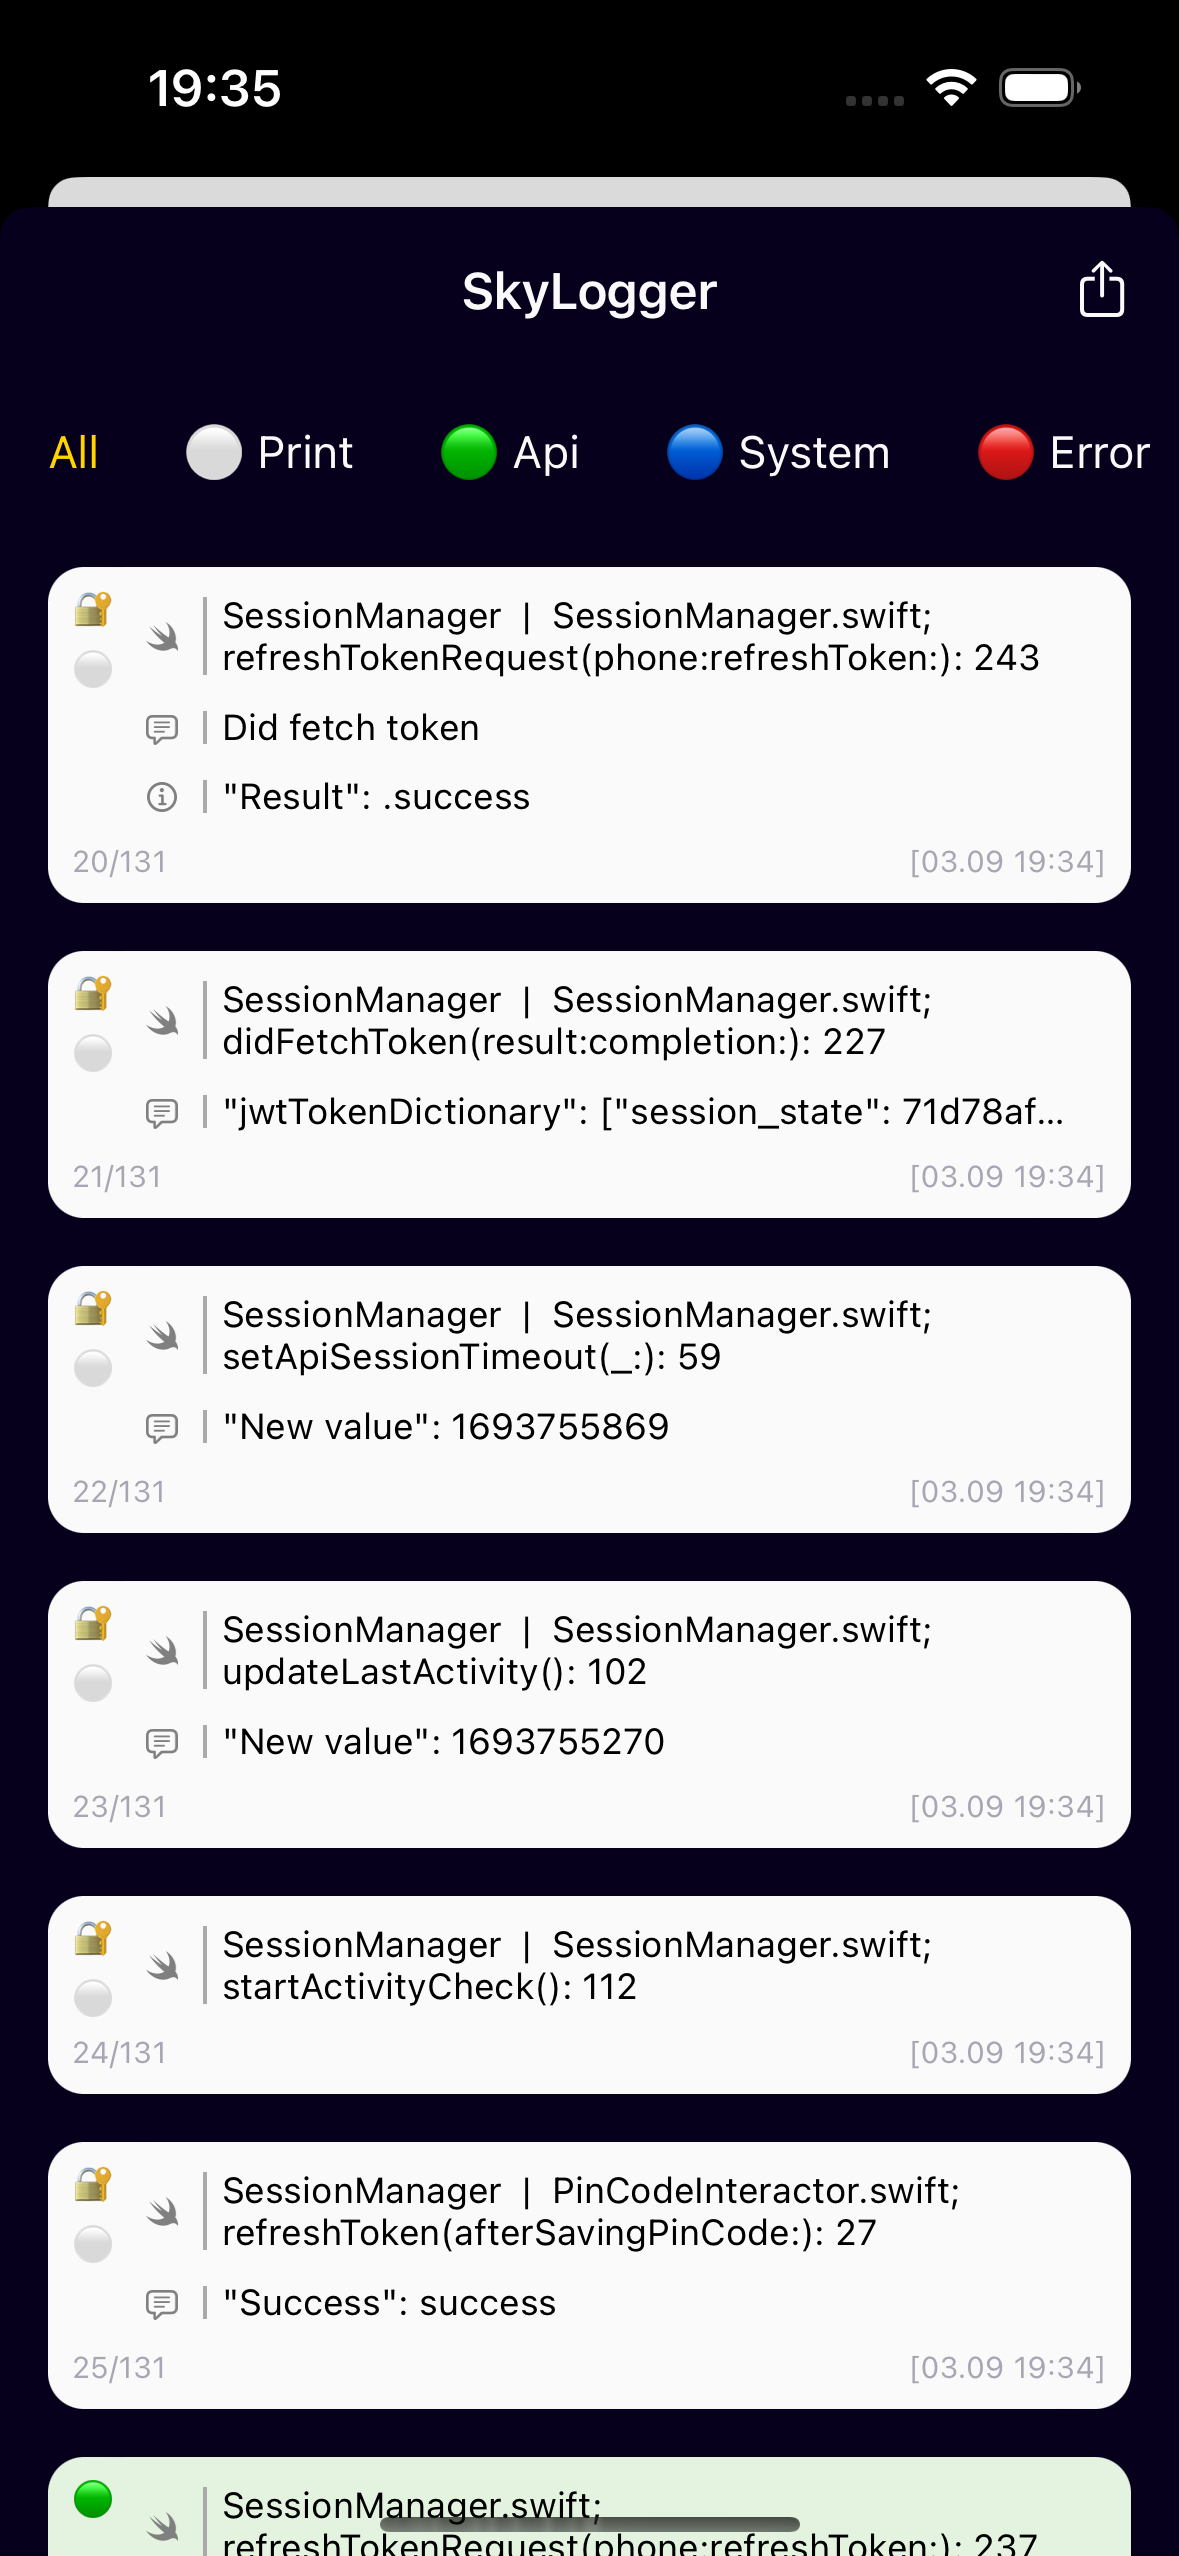 19:35
SkyLogger
All Print Api System Error
SessionManager | SessionManager.swift;
refreshTokenRequest(phone:refreshToken:): 243
Did fetch token
"Result": .success
20/131 [03.09 19:34]
SessionManager | SessionManager.swift;
didFetchToken(result:completion:): 227
"jwtTokenDictionary": ["session_state": 71d78af...
21/131 [03.09 19:34]
SessionManager | SessionManager.swift;
setApiSessionTimeout(_:): 59
"New value": 1693755869
22/131 [03.09 19:34]
SessionManager | SessionManager.swift;
updateLastActivity(): 102
"New value": 1693755270
23/131 [03.09 19:34]
SessionManager | SessionManager.swift;
startActivityCheck(): 112
24/131 [03.09 19:34]
SessionManager | PinCodeInteractor.swift;
refreshToken(afterSavingPinCode:): 27
"Success": success
25/131 [03.09 19:34]
SessionManager.swift;
refreshTokenRequest(phone:refreshToken:): 237